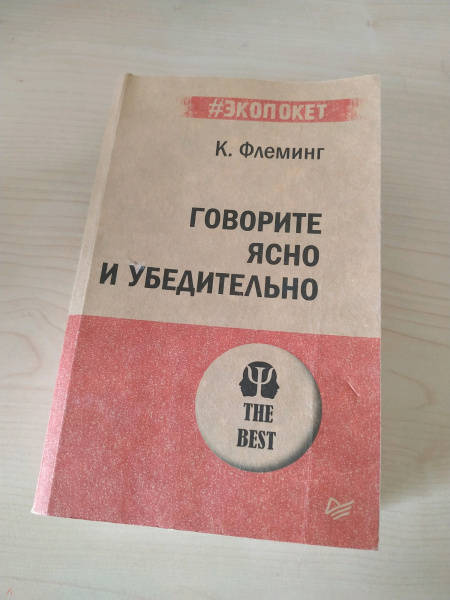 #ЭКОПОКЕТ
К. Флеминг
ГОВОРИТЕ
ЯСНО
И УБЕДИТЕЛЬНО
THE
BEST